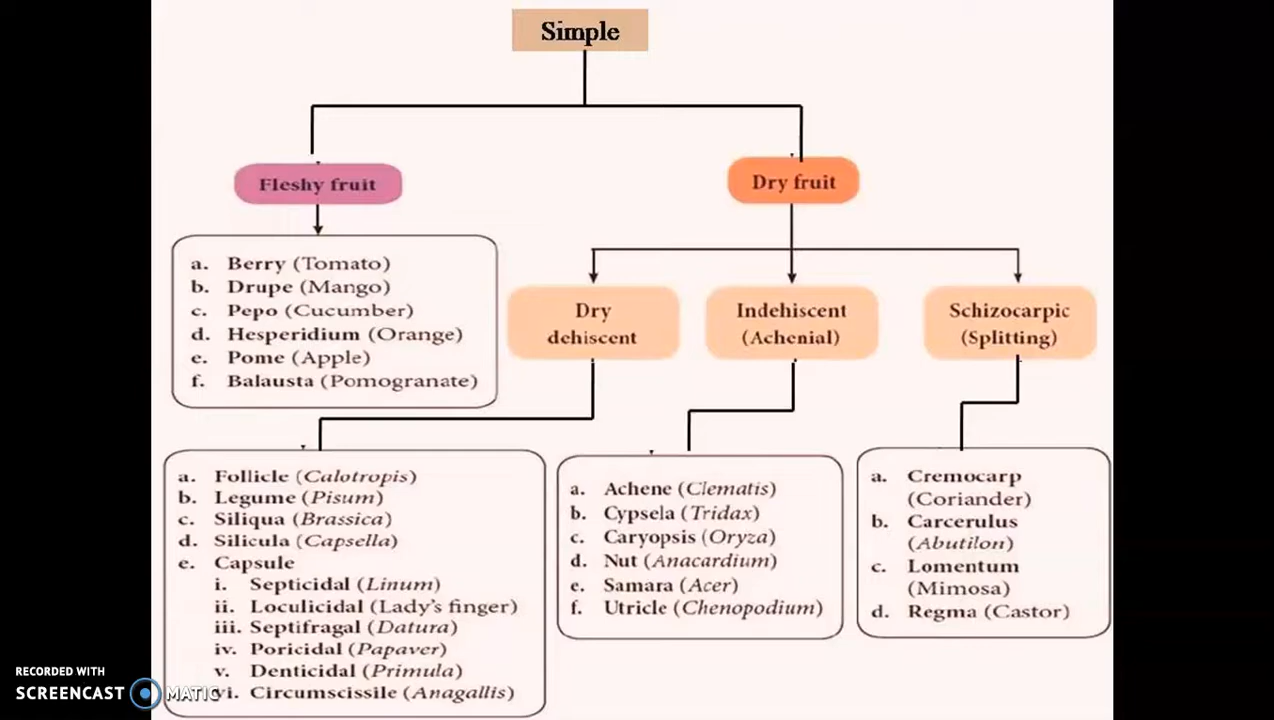 Simple
Fleshy fruit
Dry fruit
a. Berry (Tomato)
b. Drupe (Mango)
c. Pepo (Cucumber)
d. Hesperidium (Orange)
e. Pome (Apple)
f. Balausta (Pomogranate)
Dry
dehiscent
Indehiscent
(Achenial)
Schizocarpic
(Splitting)
a. Follicle (Calotropis)
b. Legume (Pisum)
c. Siliqua (Brassica)
d. Silicula (Capsella)
e. Capsule
i. Septicidal (Linum)
ii. Loculicidal (Lady's finger)
iii. Septifragal (Datura)
iv. Poricidal (Papaver)
v. Denticidal (Primula)
vi. Circumscissile (Anagallis)
a. Achene (Clematis)
b. Cypsela (Tridax)
c. Caryopsis (Oryza)
d. Nut (Anacardium)
e. Samara (Acer)
f. Utricle (Chenopodium)
a. Cremocarp
(Coriander)
b. Carcerulus
(Abutilon)
c. Lomentum
(Mimosa)
d. Regma (Castor)
RECORDED WITH
SCREENCAST MATIC